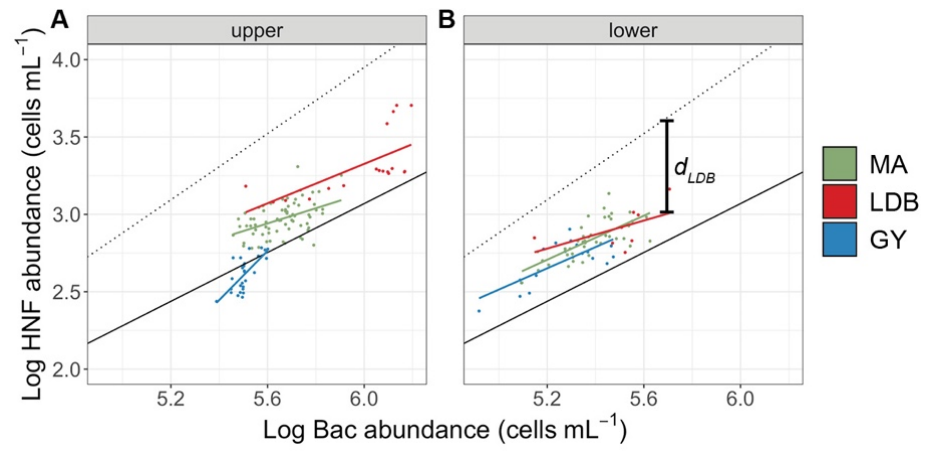 A
B
upper
lower
Log HNF abundance (cells mL⁻¹)
4.0
3.5
3.0
2.5
2.0
5.2 5.6 6.0
5.2 5.6 6.0
Log Bac abundance (cells mL⁻¹)
d_LDB
MA
LDB
GY